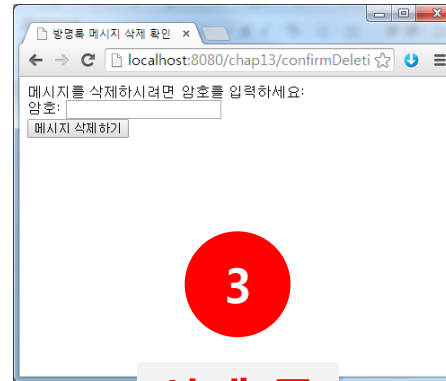 방명록 메시지 삭제 확인
localhost:8080/chap13/confirmDeleti
메시지를 삭제하시려면 암호를 입력하세요:
암호:
메시지 삭제하기
3